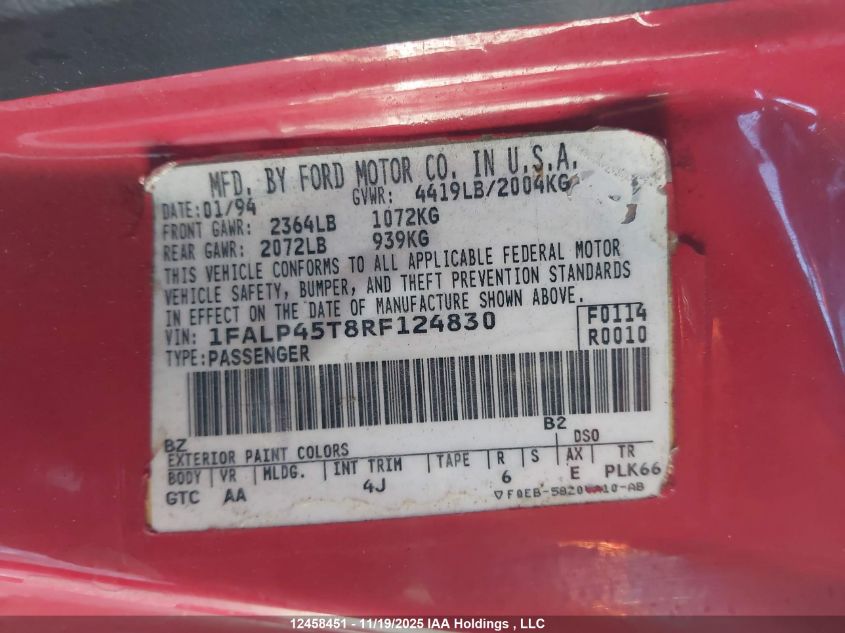 MFD. BY FORD MOTOR CO. IN U.S.A.
DATE: 01/94 GVWR: 4419LB/2004KG
FRONT GAWR: 2364LB 1072KG
REAR GAWR: 2072LB 939KG
THIS VEHICLE CONFORMS TO ALL APPLICABLE FEDERAL MOTOR
VEHICLE SAFETY, BUMPER, AND THEFT PREVENTION STANDARDS
IN EFFECT ON THE DATE OF MANUFACTURE SHOWN ABOVE.
VIN: 1FALP45T8RF124830 F0114
TYPE: PASSENGER R0010
BZ B2
EXTERIOR PAINT COLORS DSO
BODY VR MLDG. INT TRIM TAPE R S AX TR
GTC AA 4J 6 E PLK66
12458451 - 11/19/2025 IAA Holdings , LLC